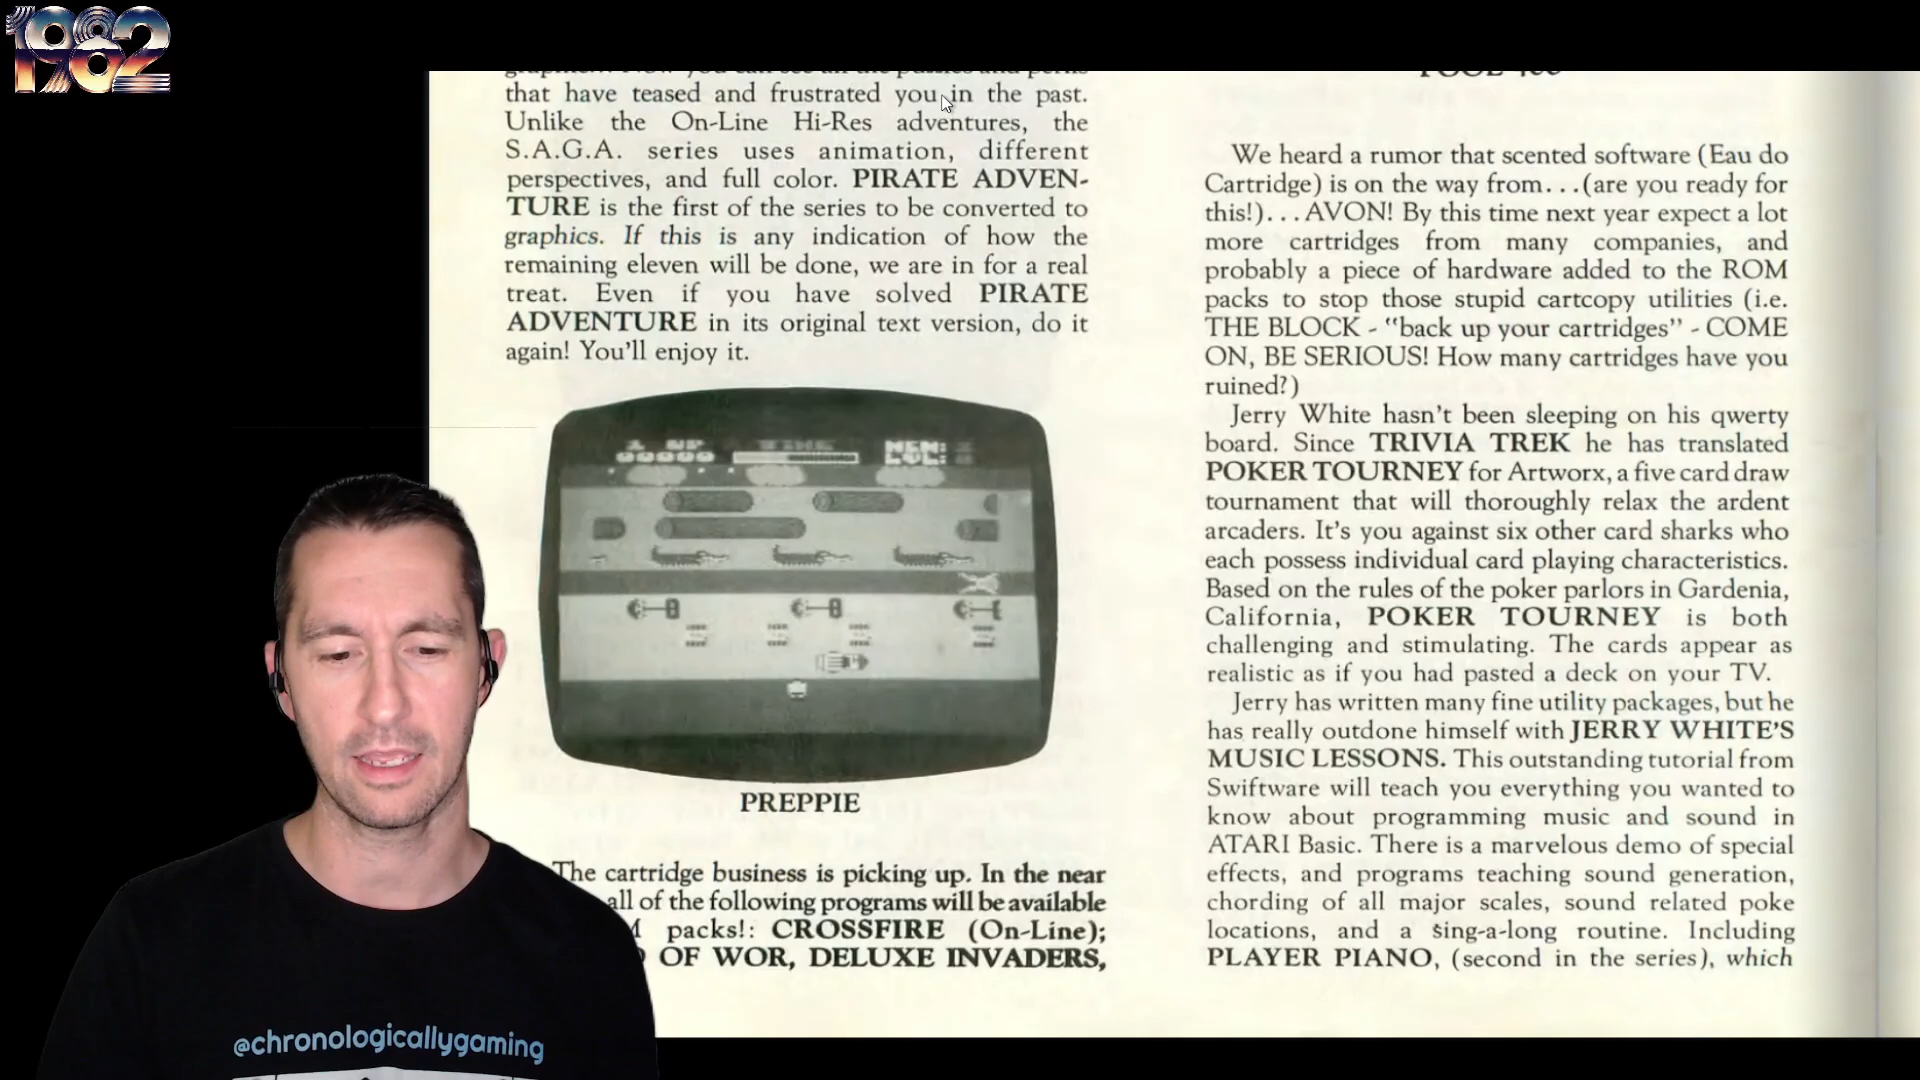 1982
that have teased and frustrated you in the past.
Unlike the On-Line Hi-Res adventures, the
S.A.G.A. series uses animation, different
perspectives, and full color. PIRATE ADVEN-
TURE is the first of the series to be converted to
graphics. If this is any indication of how the
remaining eleven will be done, we are in for a real
treat. Even if you have solved PIRATE
ADVENTURE in its original text version, do it
again! You'll enjoy it.
PREPPIE
The cartridge business is picking up. In the near
all of the following programs will be available
packs!: CROSSFIRE (On-Line);
OF WOR, DELUXE INVADERS,
We heard a rumor that scented software (Eau do
Cartridge) is on the way from...(are you ready for
this!)...AVON! By this time next year expect a lot
more cartridges from many companies, and
probably a piece of hardware added to the ROM
packs to stop those stupid cartcopy utilities (i.e.
THE BLOCK - "back up your cartridges" - COME
ON, BE SERIOUS! How many cartridges have you
ruined?)
Jerry White hasn't been sleeping on his qwerty
board. Since TRIVIA TREK he has translated
POKER TOURNEY for Artworx, a five card draw
tournament that will thoroughly relax the ardent
arcaders. It's you against six other card sharks who
each possess individual card playing characteristics.
Based on the rules of the poker parlors in Gardenia,
California, POKER TOURNEY is both
challenging and stimulating. The cards appear as
realistic as if you had pasted a deck on your TV.
Jerry has written many fine utility packages, but he
has really outdone himself with JERRY WHITE'S
MUSIC LESSONS. This outstanding tutorial from
Swiftware will teach you everything you wanted to
know about programming music and sound in
ATARI Basic. There is a marvelous demo of special
effects, and programs teaching sound generation,
chording of all major scales, sound related poke
locations, and a sing-a-long routine. Including
PLAYER PIANO, (second in the series), which
@chronologicallygaming